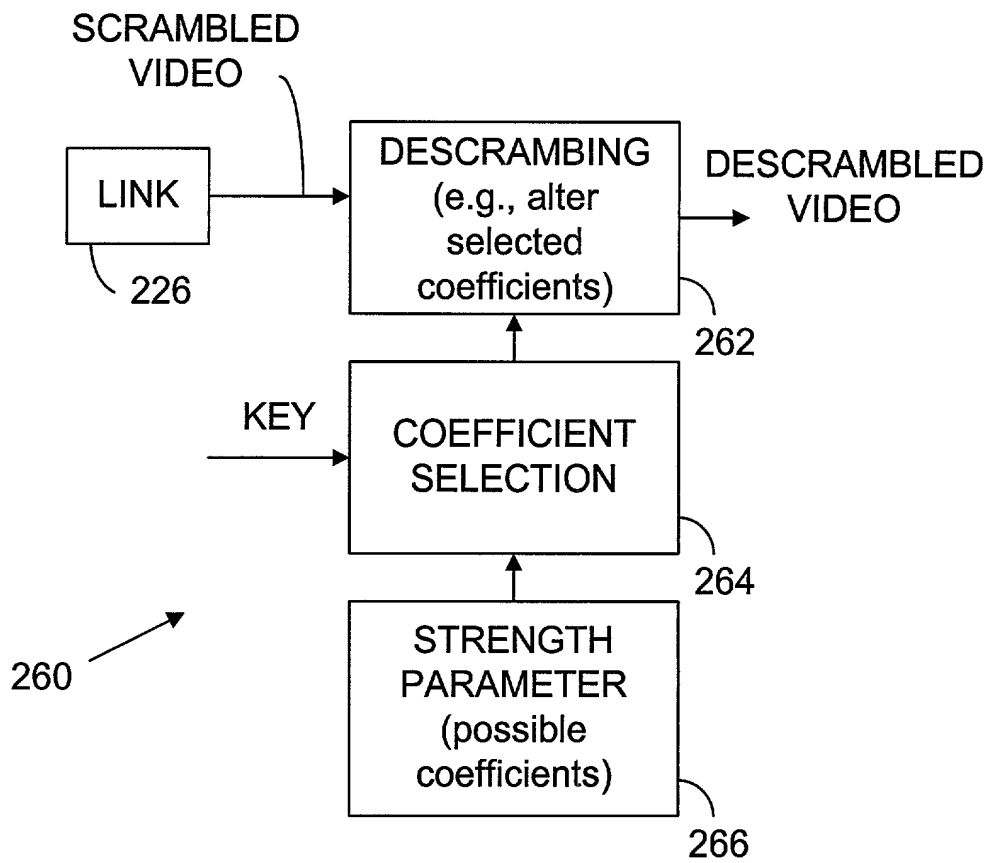 SCRAMBLED
VIDEO
LINK
226
DESCRAMBING
(e.g., alter
selected
coefficients)
262
DESCRAMBLED
VIDEO
KEY
COEFFICIENT
SELECTION
264
STRENGTH
PARAMETER
(possible
coefficients)
266
260